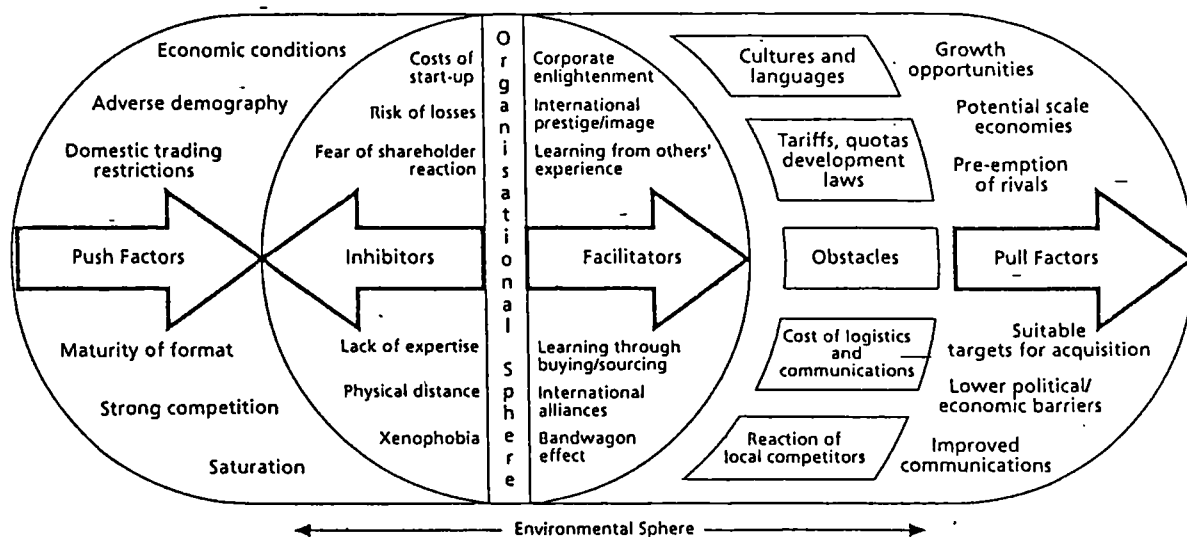 Economic conditions
Adverse demography
Domestic trading
restrictions
Push Factors
Maturity of format
Strong competition
Saturation
Costs of
start-up
Risk of losses
Fear of shareholder
reaction
Inhibitors
Lack of expertise
Physical distance
Xenophobia
Organisational Sphere
Corporate
enlightenment
International
prestige/image
Learning from others'
experience
Facilitators
Learning through
buying/sourcing
International
alliances
Bandwagon
effect
Cultures and
languages
Tariffs, quotas
development
laws
Obstacles
Cost of logistics
and
communications
Reaction of
local competitors
Growth
opportunities
Potential scale
economies
Pre-emption
of rivals
Pull Factors
Suitable
targets for acquisition
Lower political/
economic barriers
Improved
communications
Environmental Sphere